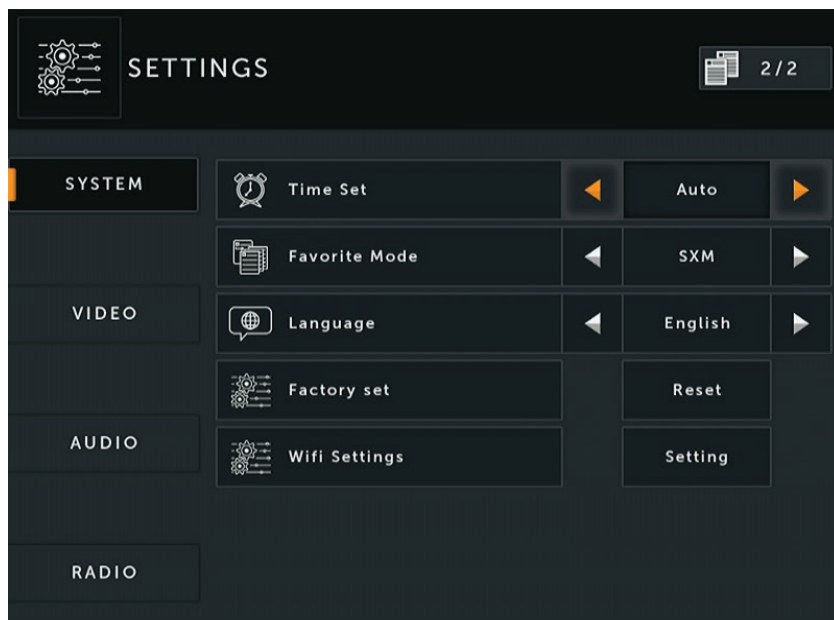 SETTINGS
2/2
SYSTEM
Time Set
Auto
Favorite Mode
SXM
VIDEO
Language
English
Factory set
Reset
AUDIO
Wifi Settings
Setting
RADIO